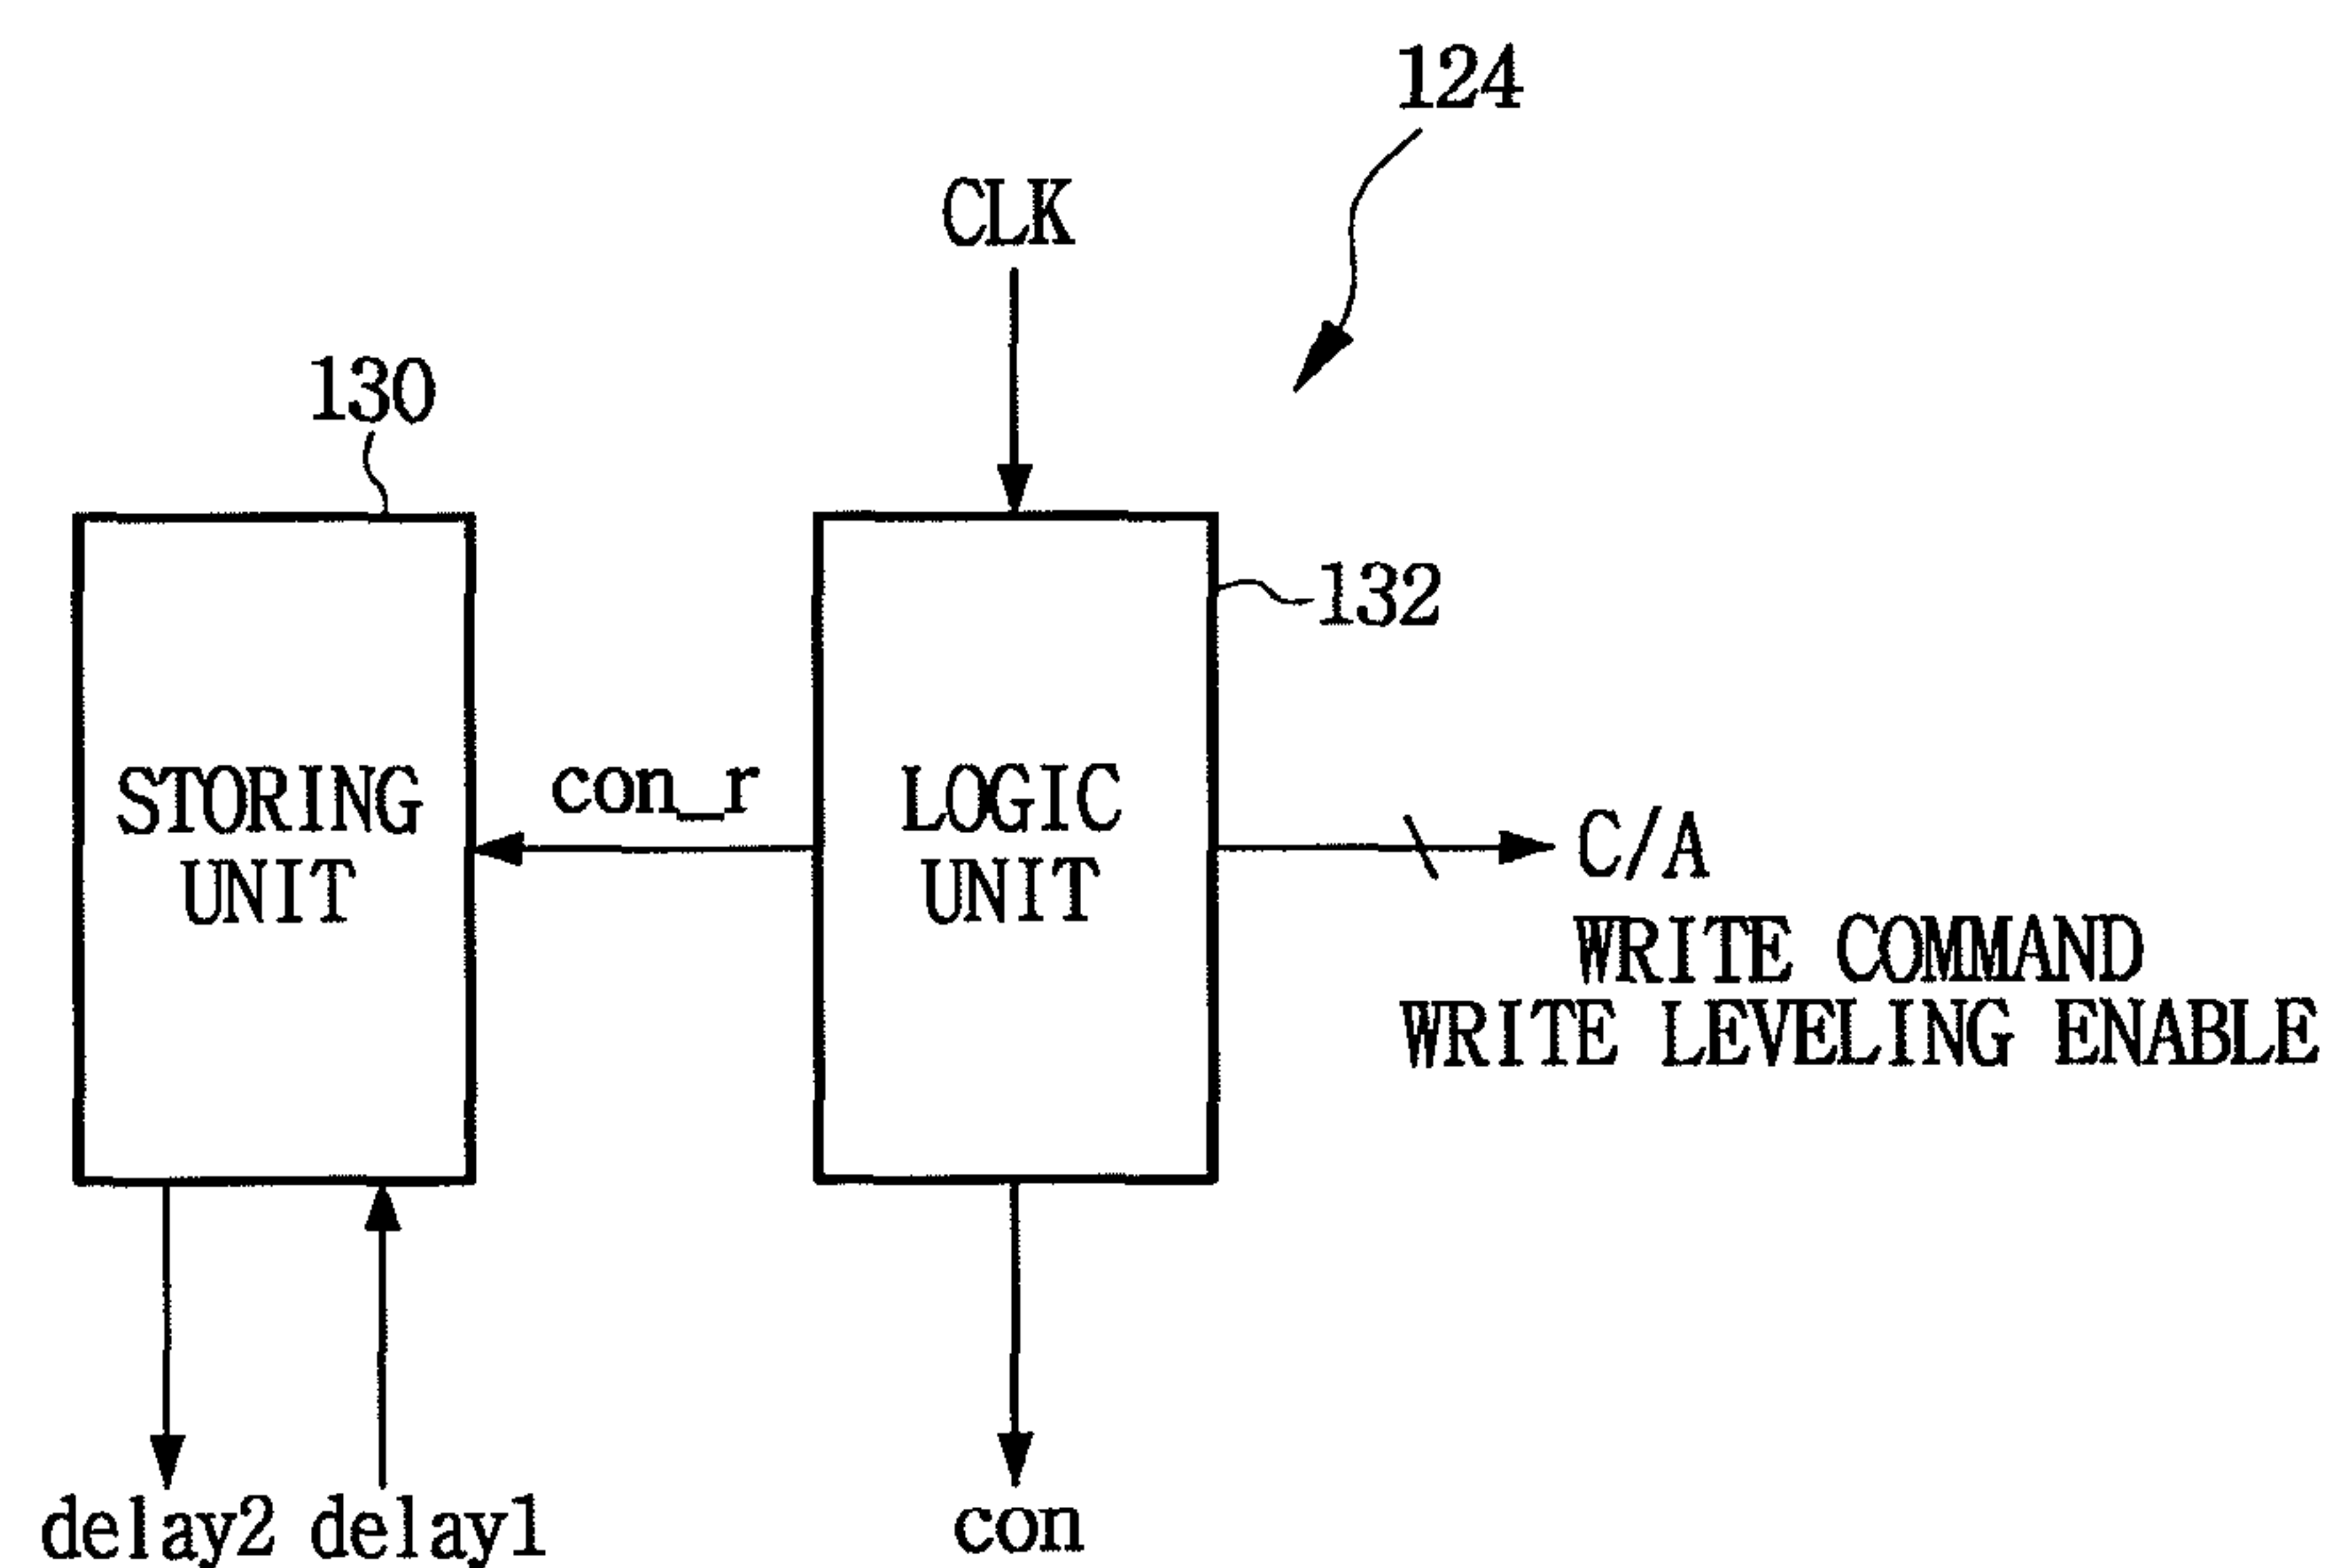 124
CLK
130
132
STORING
UNIT
con_r
LOGIC
UNIT
C/A
WRITE COMMAND
WRITE LEVELING ENABLE
delay2
delay1
con